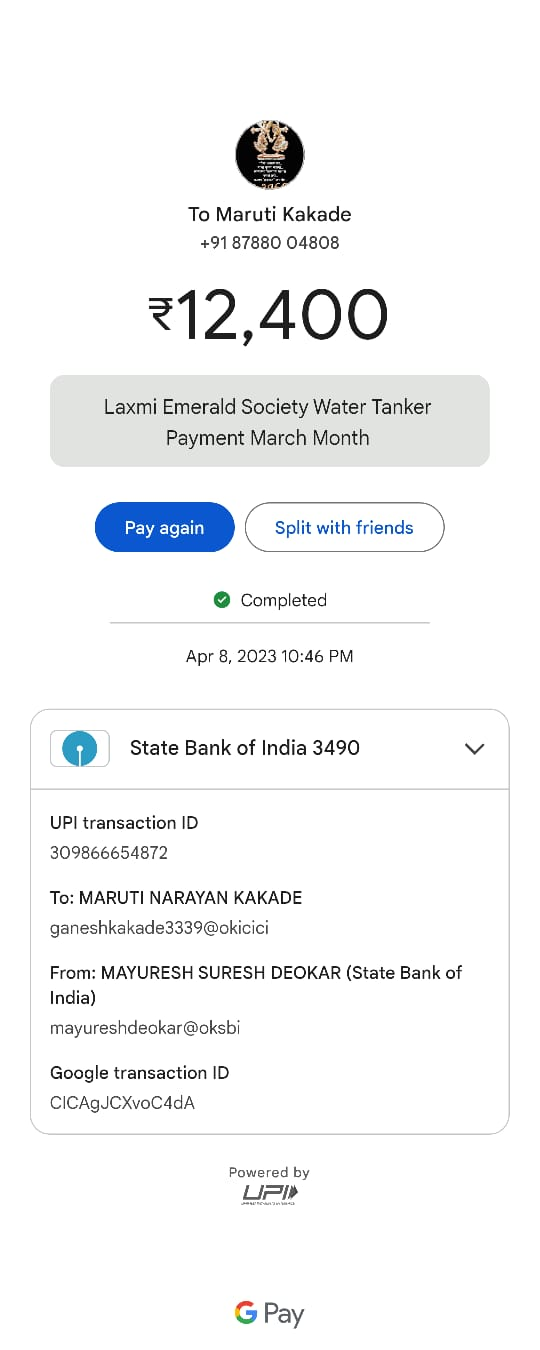 To Maruti Kakade
+91 87880 04808
₹12,400
Laxmi Emerald Society Water Tanker
Payment March Month
Pay again
Split with friends
Completed
Apr 8, 2023 10:46 PM
State Bank of India 3490
UPI transaction ID
309866654872
To: MARUTI NARAYAN KAKADE
ganeshkakade3339@okicici
From: MAYURESH SURESH DEOKAR (State Bank of
India)
mayureshdeokar@oksbi
Google transaction ID
CICAgJCXvoC4dA
Powered by
UPI
G Pay